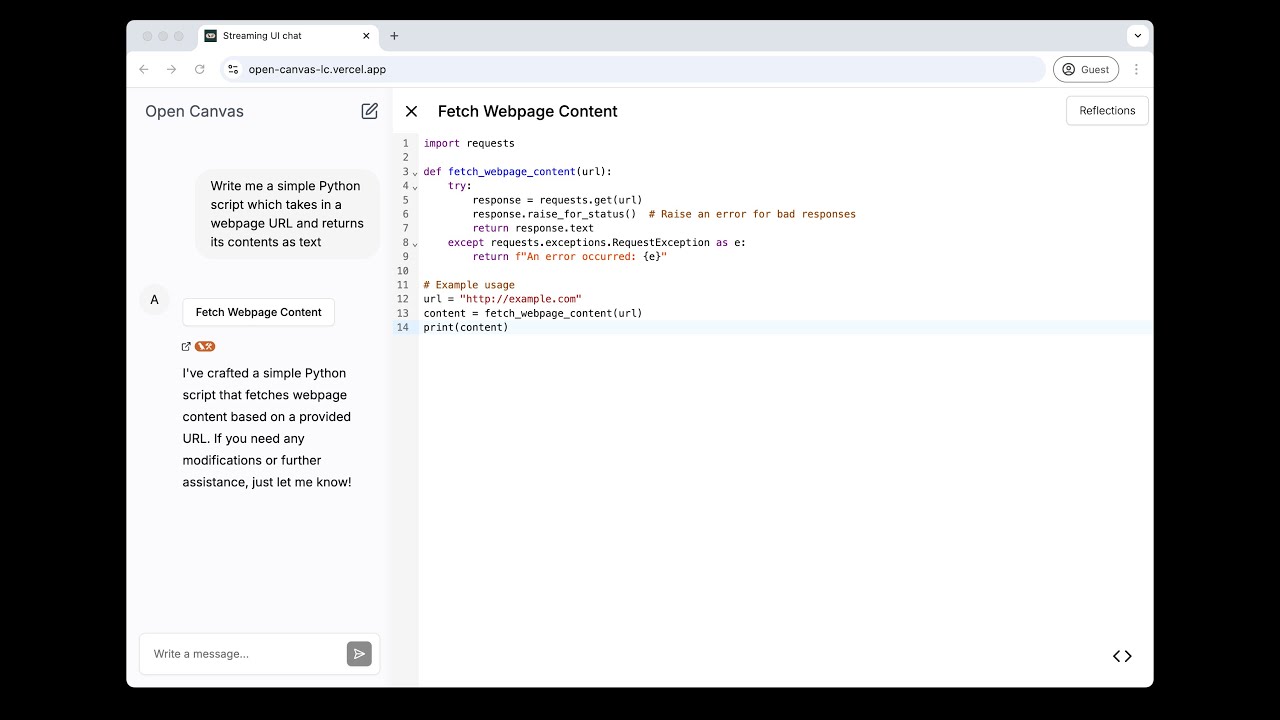 Streaming UI chat
open-canvas-lc.vercel.app
Guest
Open Canvas
Write me a simple Python
script which takes in a
webpage URL and returns
its contents as text
A
Fetch Webpage Content
I've crafted a simple Python
script that fetches webpage
content based on a provided
URL. If you need any
modifications or further
assistance, just let me know!
Write a message...
Fetch Webpage Content
Reflections
1 import requests
2
3 def fetch_webpage_content(url):
4     try:
5         response = requests.get(url)
6         response.raise_for_status()  # Raise an error for bad responses
7         return response.text
8     except requests.exceptions.RequestException as e:
9         return f"An error occurred: {e}"
10
11 # Example usage
12 url = "http://example.com"
13 content = fetch_webpage_content(url)
14 print(content)